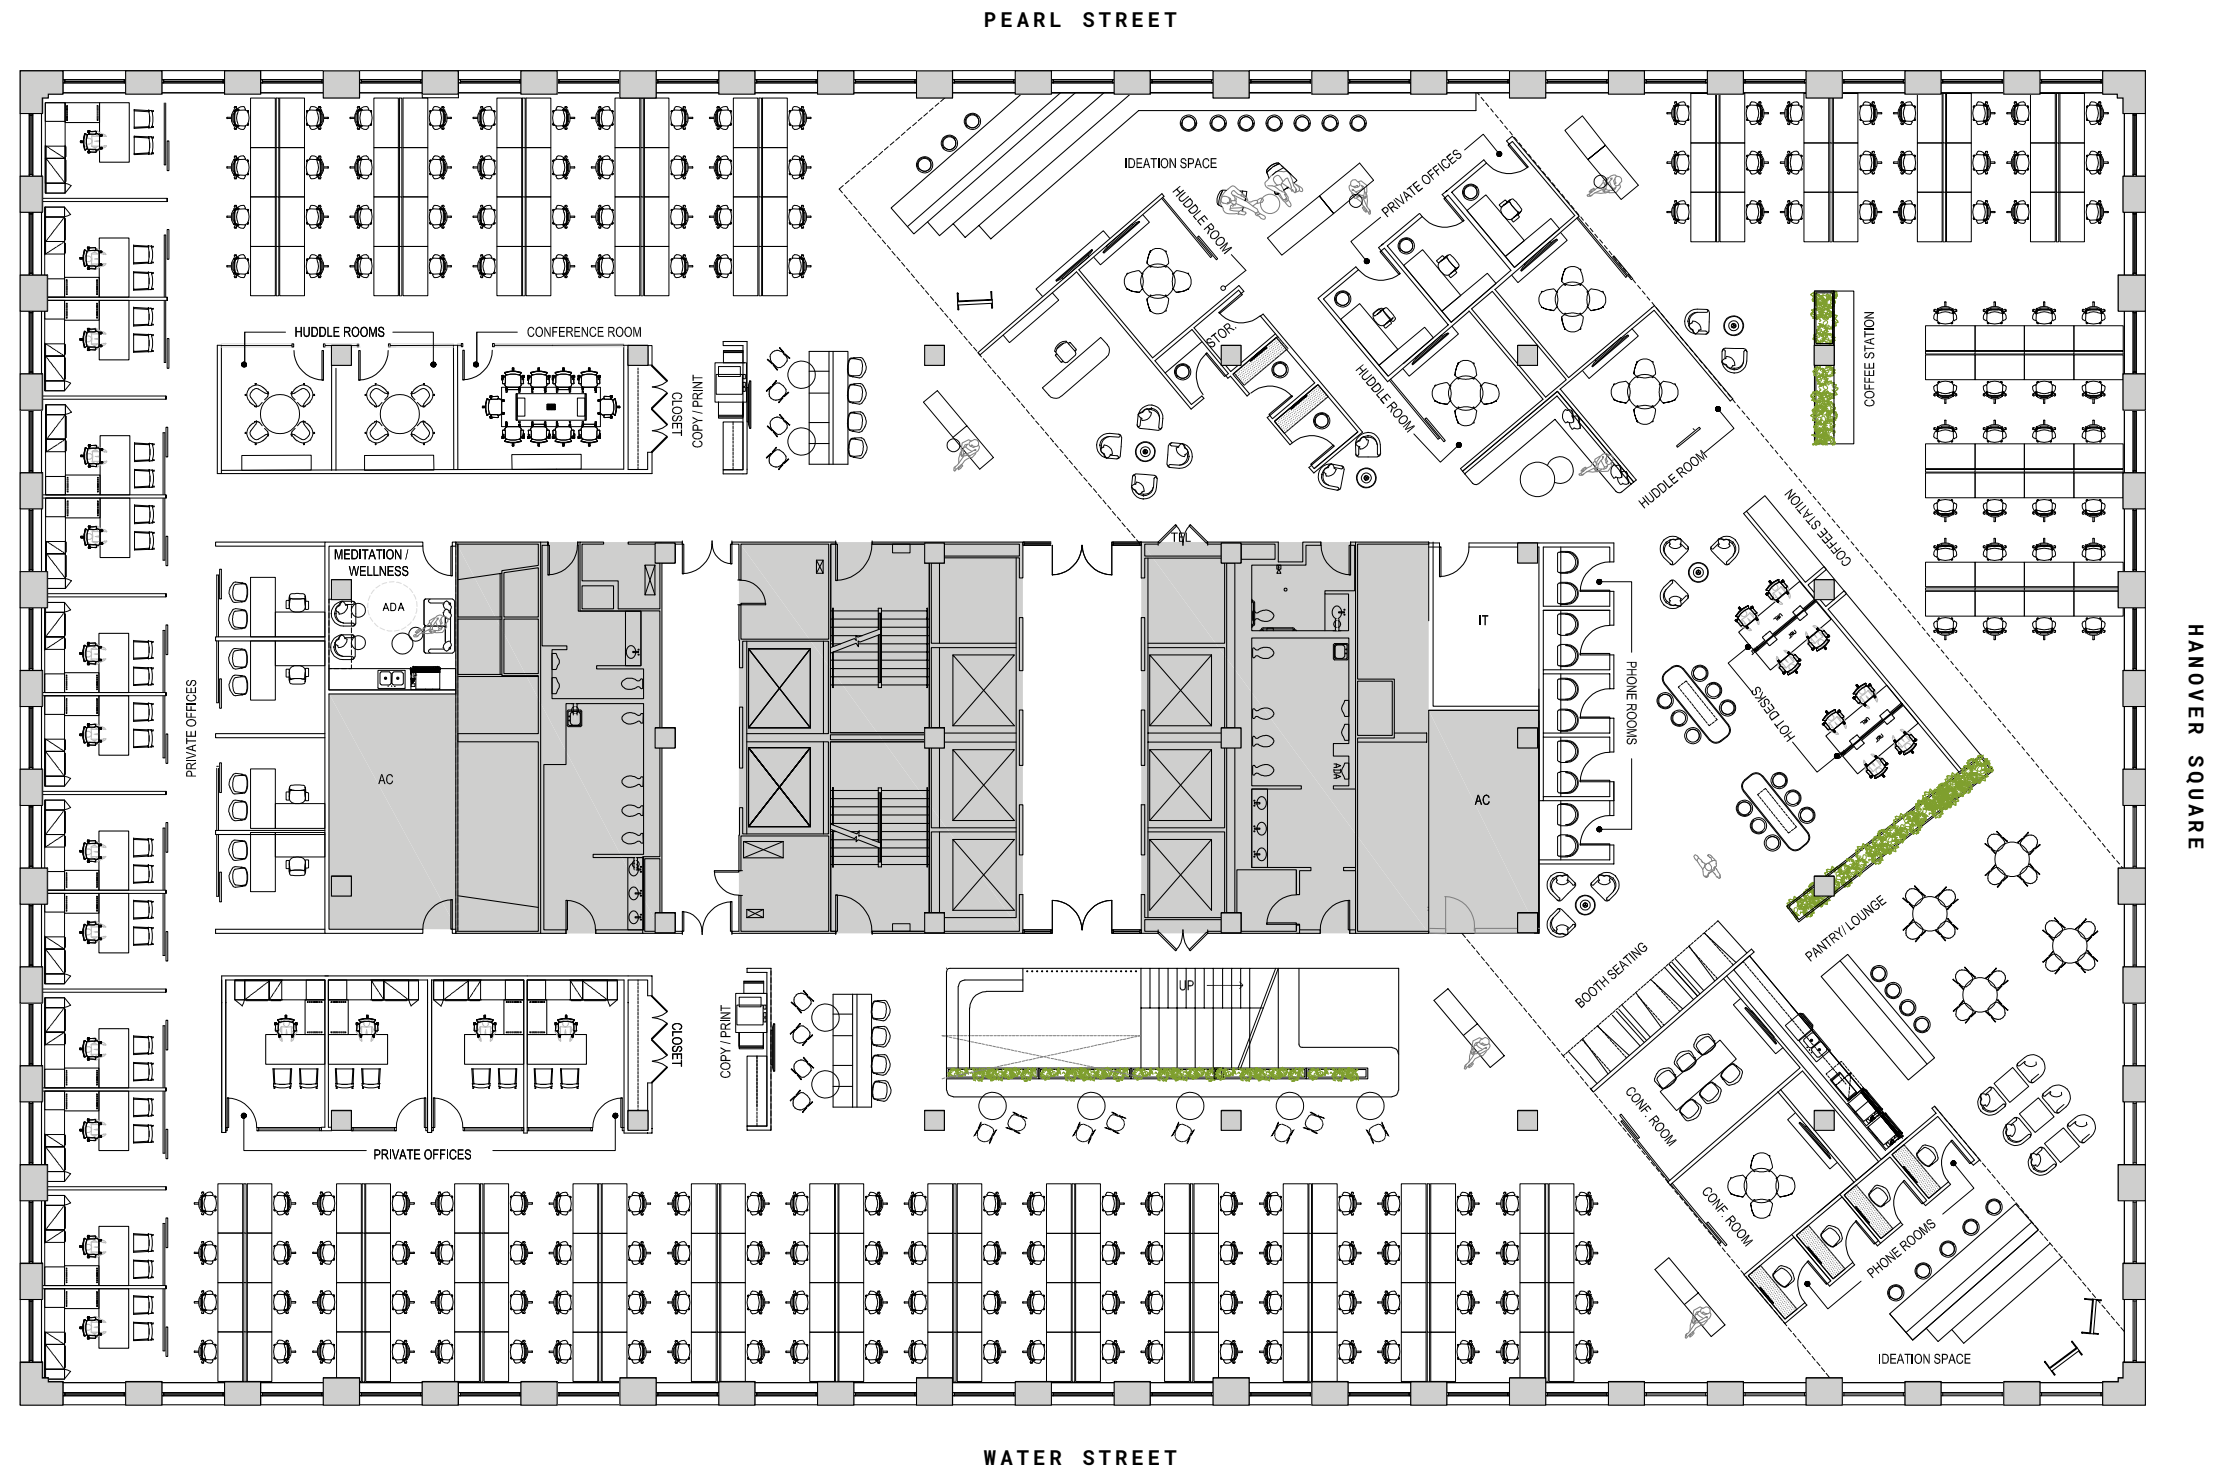 PEARL STREET
IDEATION SPACE
HUDDLE ROOM
PRIVATE OFFICES
HUDDLE ROOMS
CONFERENCE ROOM
CLOSET
COPY / PRINT
STOR.
HUDDLE ROOM
HUDDLE ROOM
COFFEE STATION
COFFEE STATION
MEDITATION /
WELLNESS
ADA
TEL
IT
PHONE ROOMS
HOT DESKS
HANOVER SQUARE
PRIVATE OFFICES
AC
ADA
AC
PANTRY/ LOUNGE
BOOTH SEATING
UP
CLOSET
COPY / PRINT
PRIVATE OFFICES
CONF. ROOM
CONF. ROOM
PHONE ROOMS
IDEATION SPACE
WATER STREET